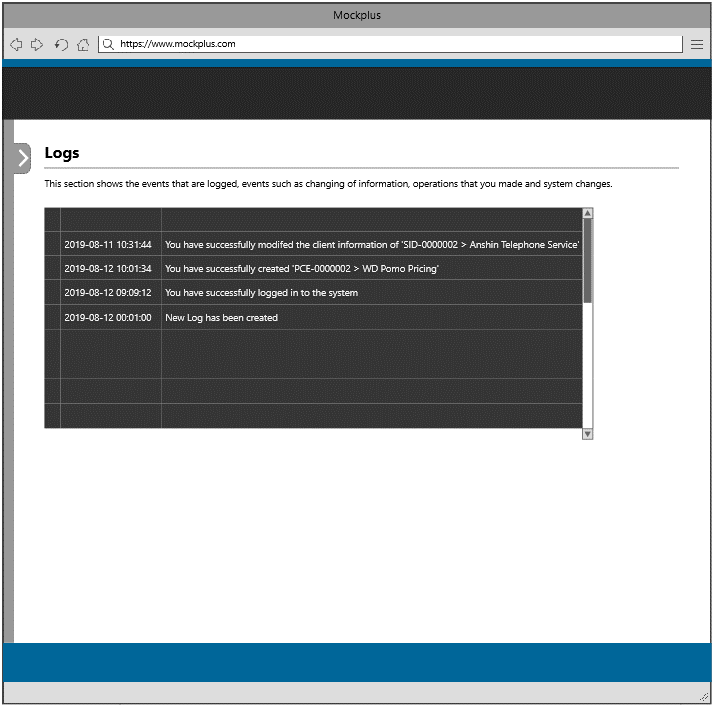 Mockplus
https://www.mockplus.com
Logs
This section shows the events that are logged, events such as changing of information, operations that you made and system changes.
2019-08-11 10:31:44 You have successfully modifed the client information of 'SID-0000002 > Anshin Telephone Service'
2019-08-12 10:01:34 You have successfully created 'PCE-0000002 > WD Pomo Pricing'
2019-08-12 09:09:12 You have successfully logged in to the system
2019-08-12 00:01:00 New Log has been created